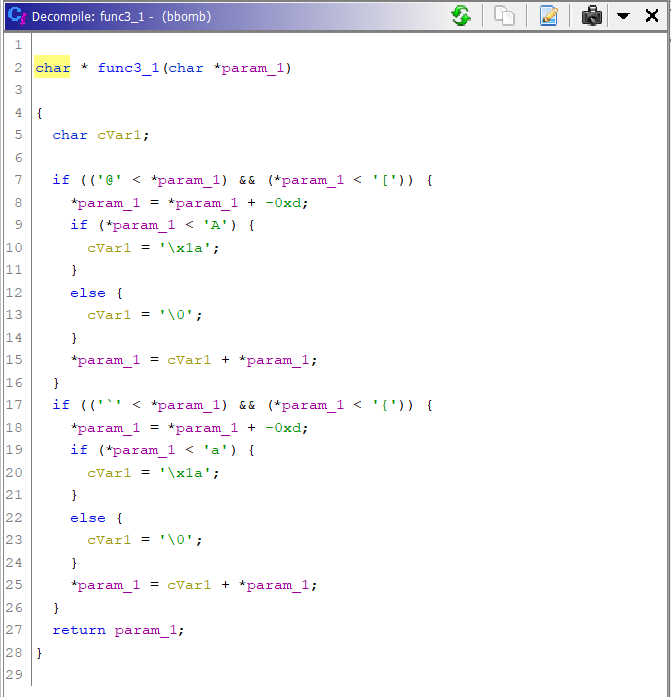 Decompile: func3_1 - (bbomb)
1
2 char * func3_1(char *param_1)
3
4 {
5 char cVar1;
6
7 if (('@' < *param_1) && (*param_1 < '[')) {
8 *param_1 = *param_1 + -0xd;
9 if (*param_1 < 'A') {
10 cVar1 = '\x1a';
11 }
12 else {
13 cVar1 = '\0';
14 }
15 *param_1 = cVar1 + *param_1;
16 }
17 if (('`' < *param_1) && (*param_1 < '{')) {
18 *param_1 = *param_1 + -0xd;
19 if (*param_1 < 'a') {
20 cVar1 = '\x1a';
21 }
22 else {
23 cVar1 = '\0';
24 }
25 *param_1 = cVar1 + *param_1;
26 }
27 return param_1;
28 }
29